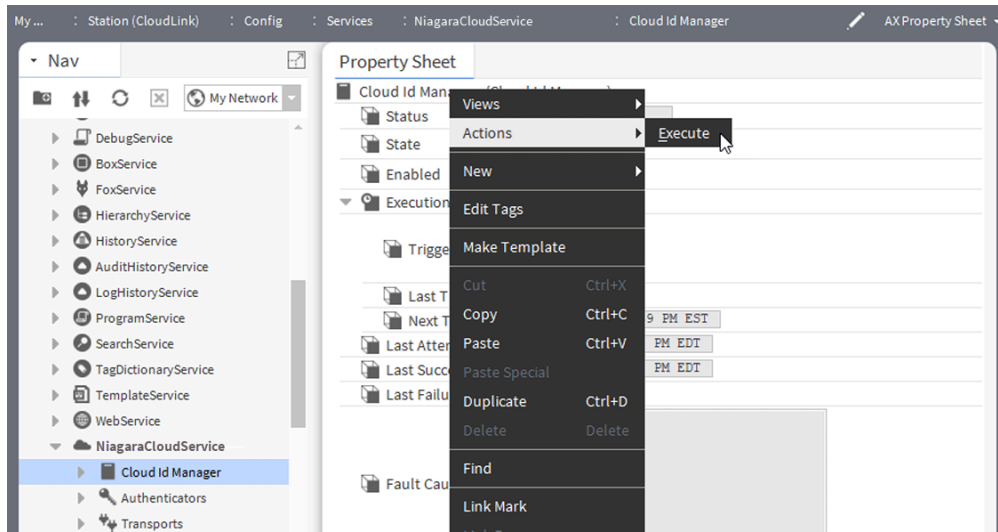 My ... : Station (CloudLink) : Config : Services : NiagaraCloudService : Cloud Id Manager AX Property Sheet
Nav
My Network
DebugService
BoxService
FoxService
HierarchyService
HistoryService
AuditHistoryService
LogHistoryService
ProgramService
SearchService
TagDictionaryService
TemplateService
WebService
NiagaraCloudService
Cloud Id Manager
Authenticators
Transports
Property Sheet
Cloud Id Man
Status
State
Enabled
Execution
Trigge
Last T
Next T
9 PM EST
Last Atter
PM EDT
Last Succ
PM EDT
Last Failu
Fault Cau
Views
Actions
Execute
New
Edit Tags
Make Template
Cut Ctrl+X
Copy Ctrl+C
Paste Ctrl+V
Paste Special
Duplicate Ctrl+D
Delete Delete
Find
Link Mark